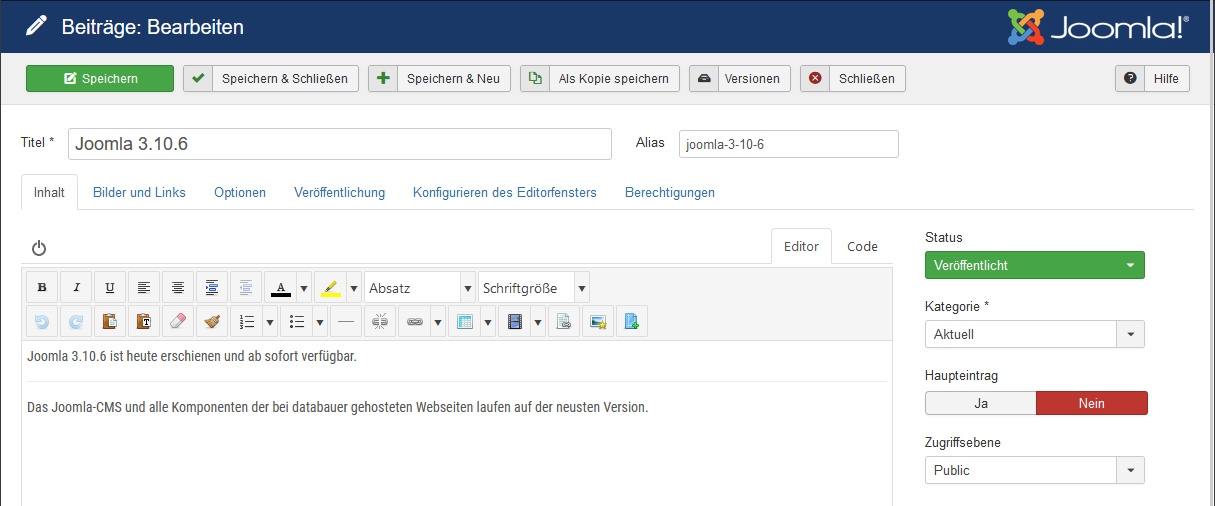 Beiträge: Bearbeiten
Joomla!®
Speichern
Speichern & Schließen
Speichern & Neu
Als Kopie speichern
Versionen
Schließen
Hilfe
Titel *
Joomla 3.10.6
Alias
joomla-3-10-6
Inhalt
Bilder und Links
Optionen
Veröffentlichung
Konfigurieren des Editorfensters
Berechtigungen
Editor
Code
B
I
U
A
Absatz
Schriftgröße
Joomla 3.10.6 ist heute erschienen und ab sofort verfügbar.
Das Joomla-CMS und alle Komponenten der bei databauer gehosteten Webseiten laufen auf der neusten Version.
Status
Veröffentlicht
Kategorie *
Aktuell
Haupteintrag
Ja
Nein
Zugriffsebene
Public